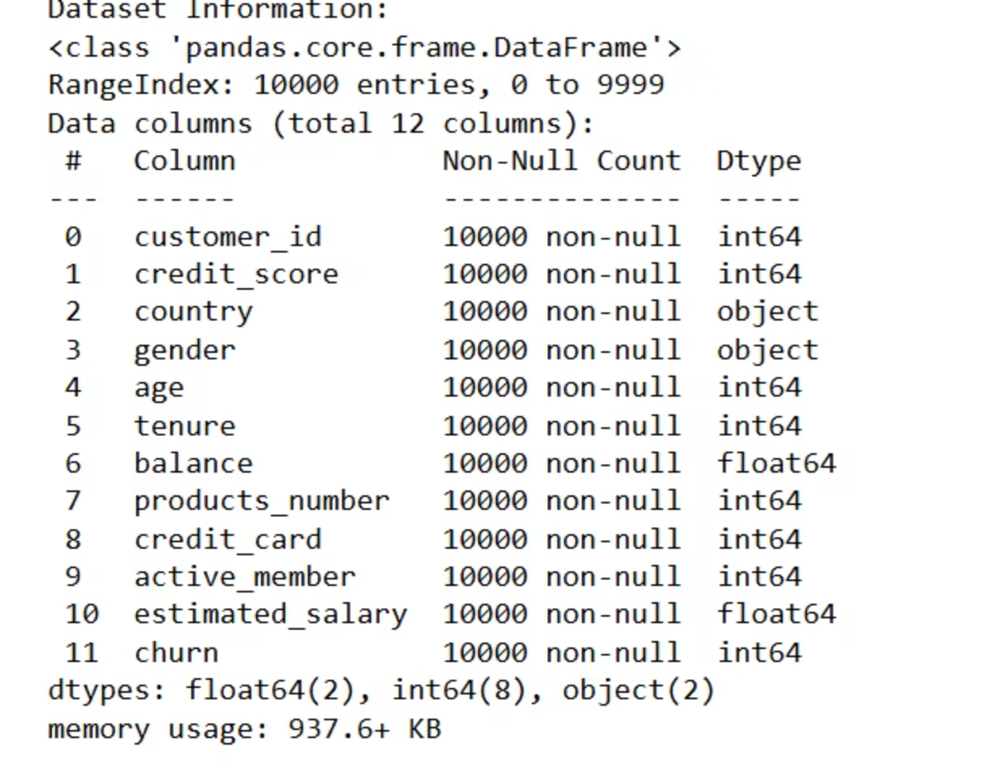 Dataset Information:
<class 'pandas.core.frame.DataFrame'>
RangeIndex: 10000 entries, 0 to 9999
Data columns (total 12 columns):
 #   Column            Non-Null Count  Dtype
---  ------            --------------  -----
 0   customer_id       10000 non-null  int64
 1   credit_score      10000 non-null  int64
 2   country           10000 non-null  object
 3   gender            10000 non-null  object
 4   age               10000 non-null  int64
 5   tenure            10000 non-null  int64
 6   balance           10000 non-null  float64
 7   products_number   10000 non-null  int64
 8   credit_card       10000 non-null  int64
 9   active_member     10000 non-null  int64
 10  estimated_salary  10000 non-null  float64
 11  churn             10000 non-null  int64
dtypes: float64(2), int64(8), object(2)
memory usage: 937.6+ KB